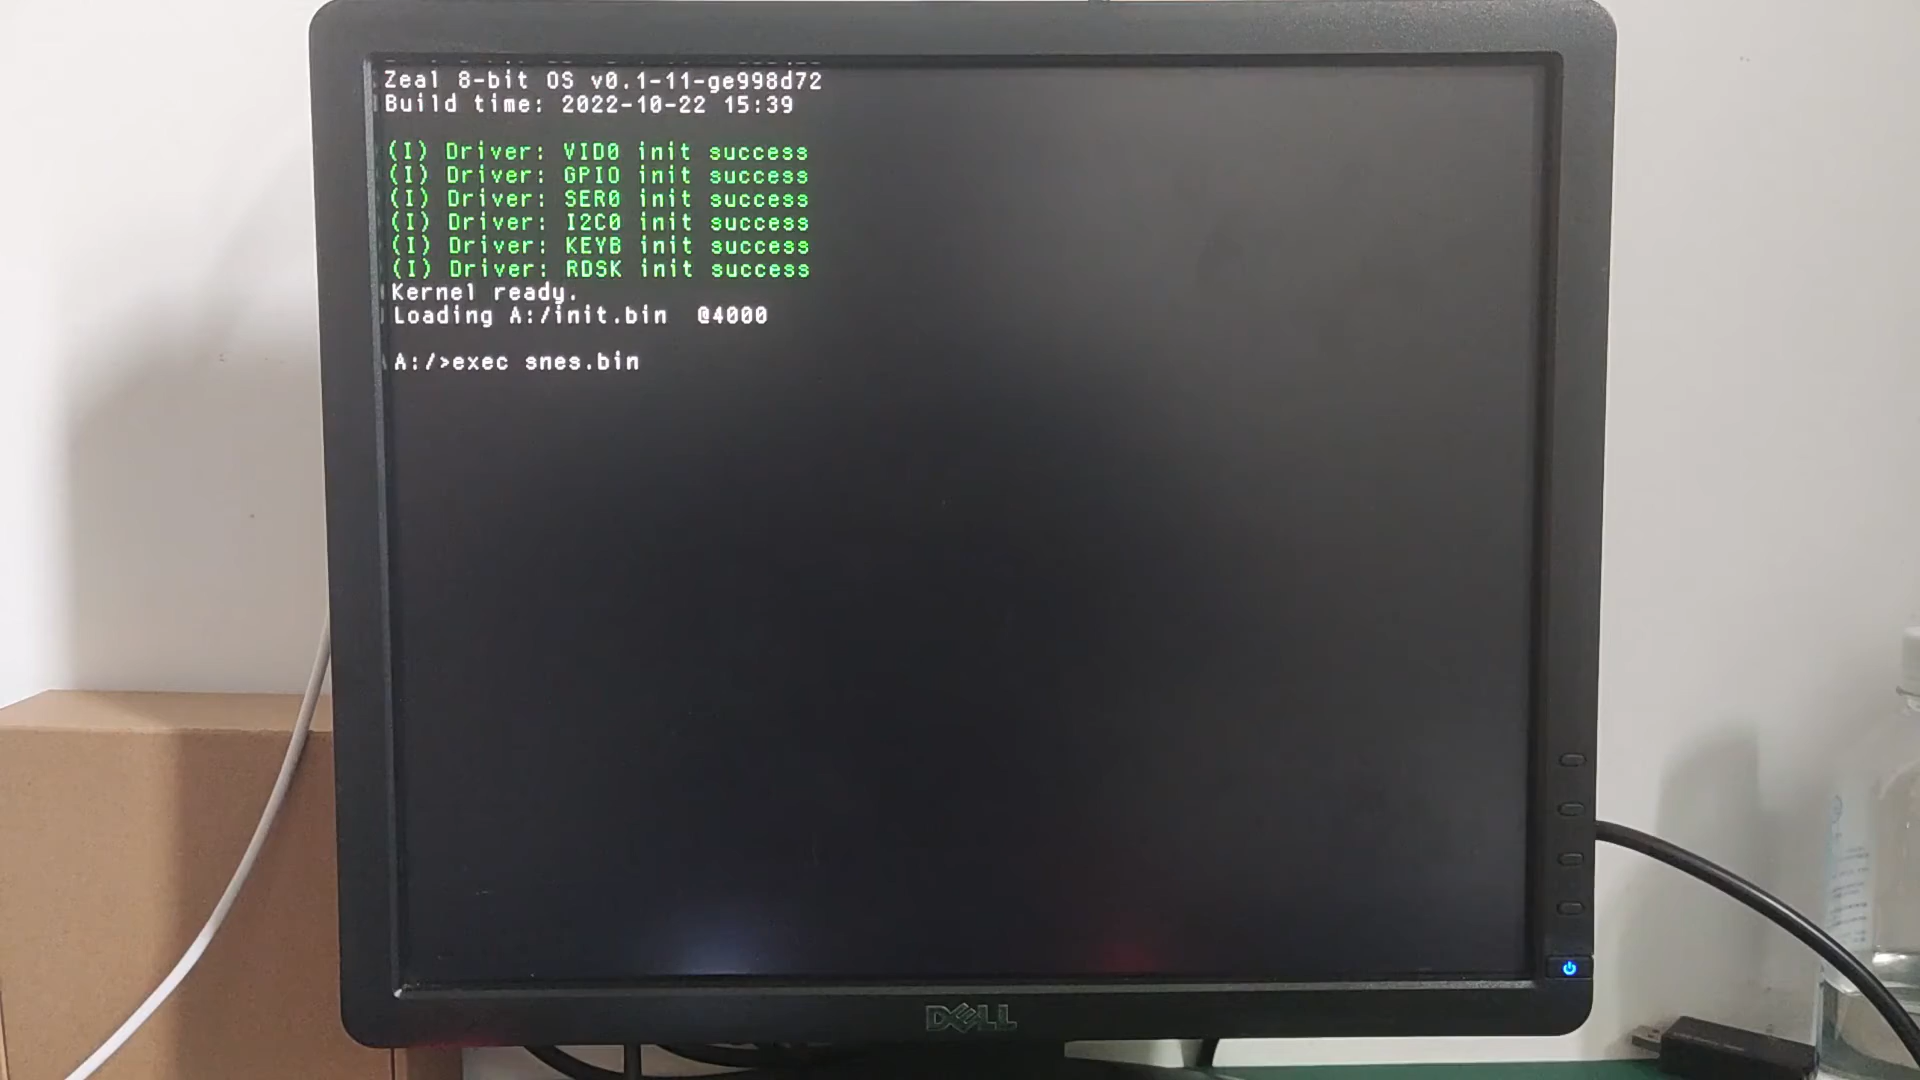 Zeal 8-bit OS v0.1-11-ge998d72
Build time: 2022-10-22 15:39
(I) Driver: VID0 init success
(I) Driver: GPIO init success
(I) Driver: SER0 init success
(I) Driver: I2C0 init success
(I) Driver: KEYB init success
(I) Driver: RDSK init success
Kernel ready.
Loading A:/init.bin  @4000
A:/>exec snes.bin
DELL